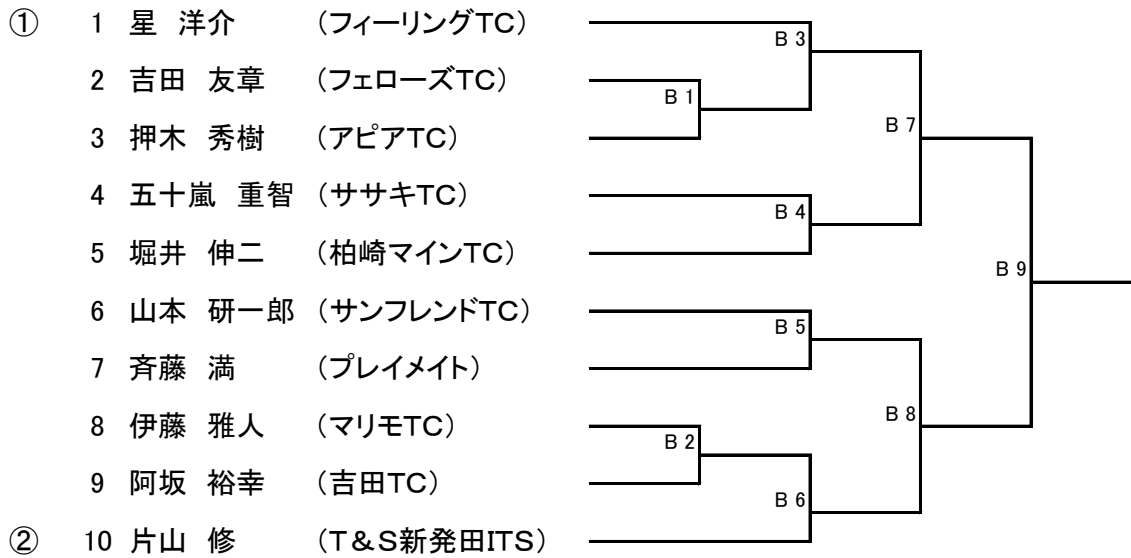 ① 1 星 洋介 （フィーリングTC）
B 3
2 吉田 友章 （フェローズTC）
B 1
3 押木 秀樹 （アピアTC）
B 7
4 五十嵐 重智 （ササキTC）
B 4
5 堀井 伸二 （柏崎マインTC）
B 9
6 山本 研一郎 （サンフレンドTC）
B 5
7 斉藤 満 （プレイメイト）
8 伊藤 雅人 （マリモTC）
B 8
B 2
9 阿坂 裕幸 （吉田TC）
B 6
② 10 片山 修 （T＆S新発田ITS）